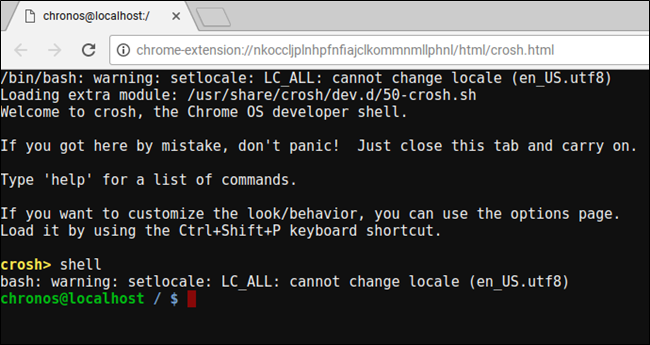 chronos@localhost:/
chrome-extension://nkoccljplnhpfnfiajclkommnmllphnl/html/crosh.html
/bin/bash: warning: setlocale: LC_ALL: cannot change locale (en_US.utf8)
Loading extra module: /usr/share/crosh/dev.d/50-crosh.sh
Welcome to crosh, the Chrome OS developer shell.
If you got here by mistake, don't panic!  Just close this tab and carry on.
Type 'help' for a list of commands.
If you want to customize the look/behavior, you can use the options page.
Load it by using the Ctrl+Shift+P keyboard shortcut.
crosh> shell
bash: warning: setlocale: LC_ALL: cannot change locale (en_US.utf8)
chronos@localhost / $